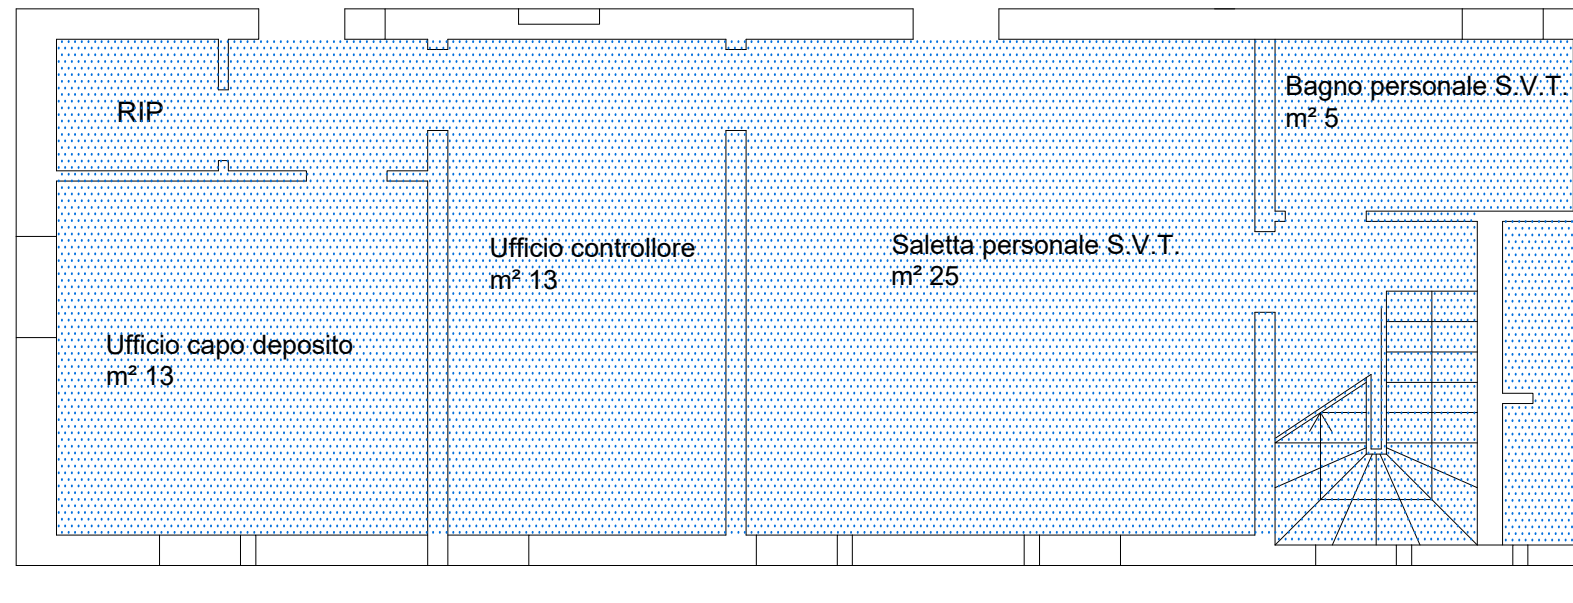 RIP
Bagno personale S.V.T.
m² 5
Ufficio controllore
m² 13
Saletta personale S.V.T.
m² 25
Ufficio capo deposito
m² 13